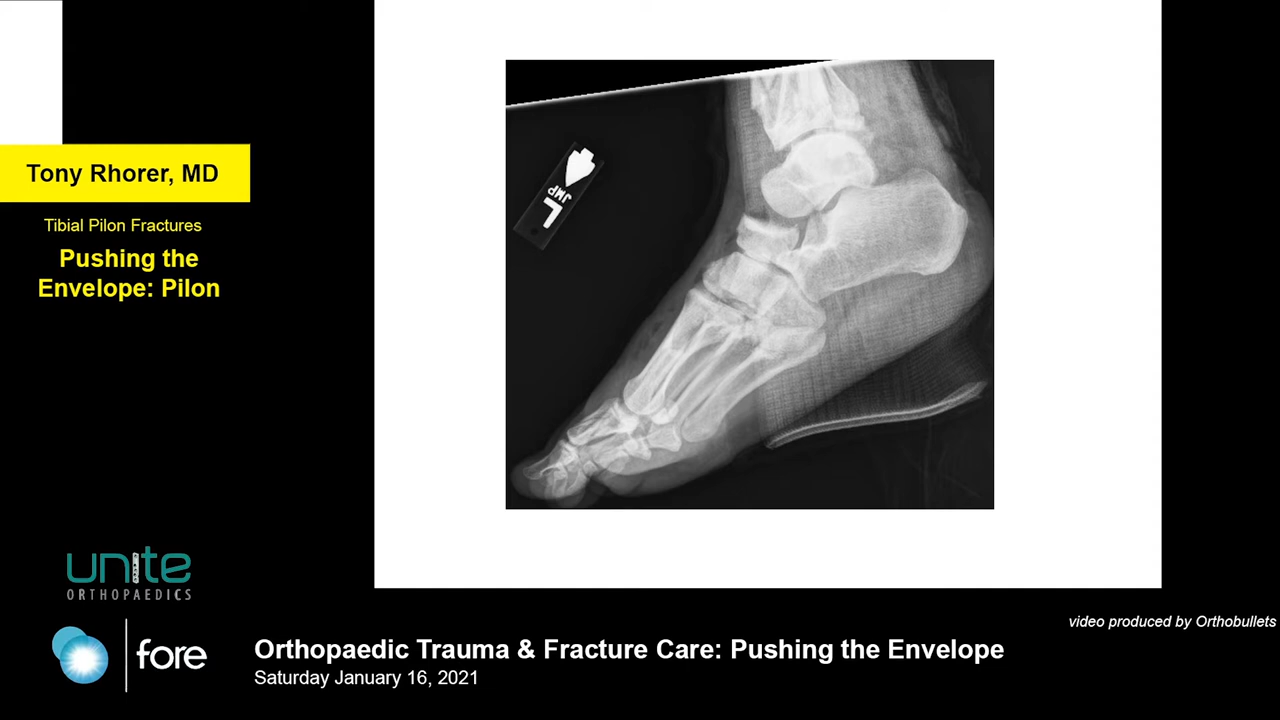 Tony Rhorer, MD
Tibial Pilon Fractures
Pushing the
Envelope: Pilon
L
JMP
unite
ORTHOPAEDICS
fore
Orthopaedic Trauma & Fracture Care: Pushing the Envelope
Saturday January 16, 2021
video produced by Orthobullets